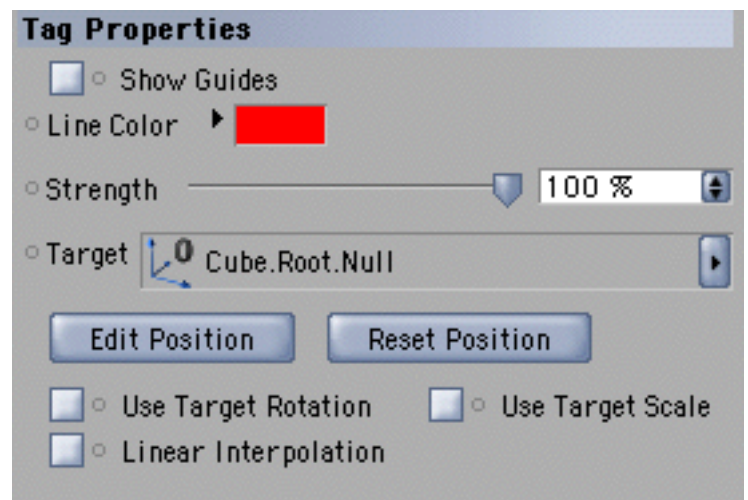 Tag Properties
Show Guides
Line Color
Strength 100 %
Target 0 Cube.Root.Null
Edit Position Reset Position
Use Target Rotation Use Target Scale
Linear Interpolation